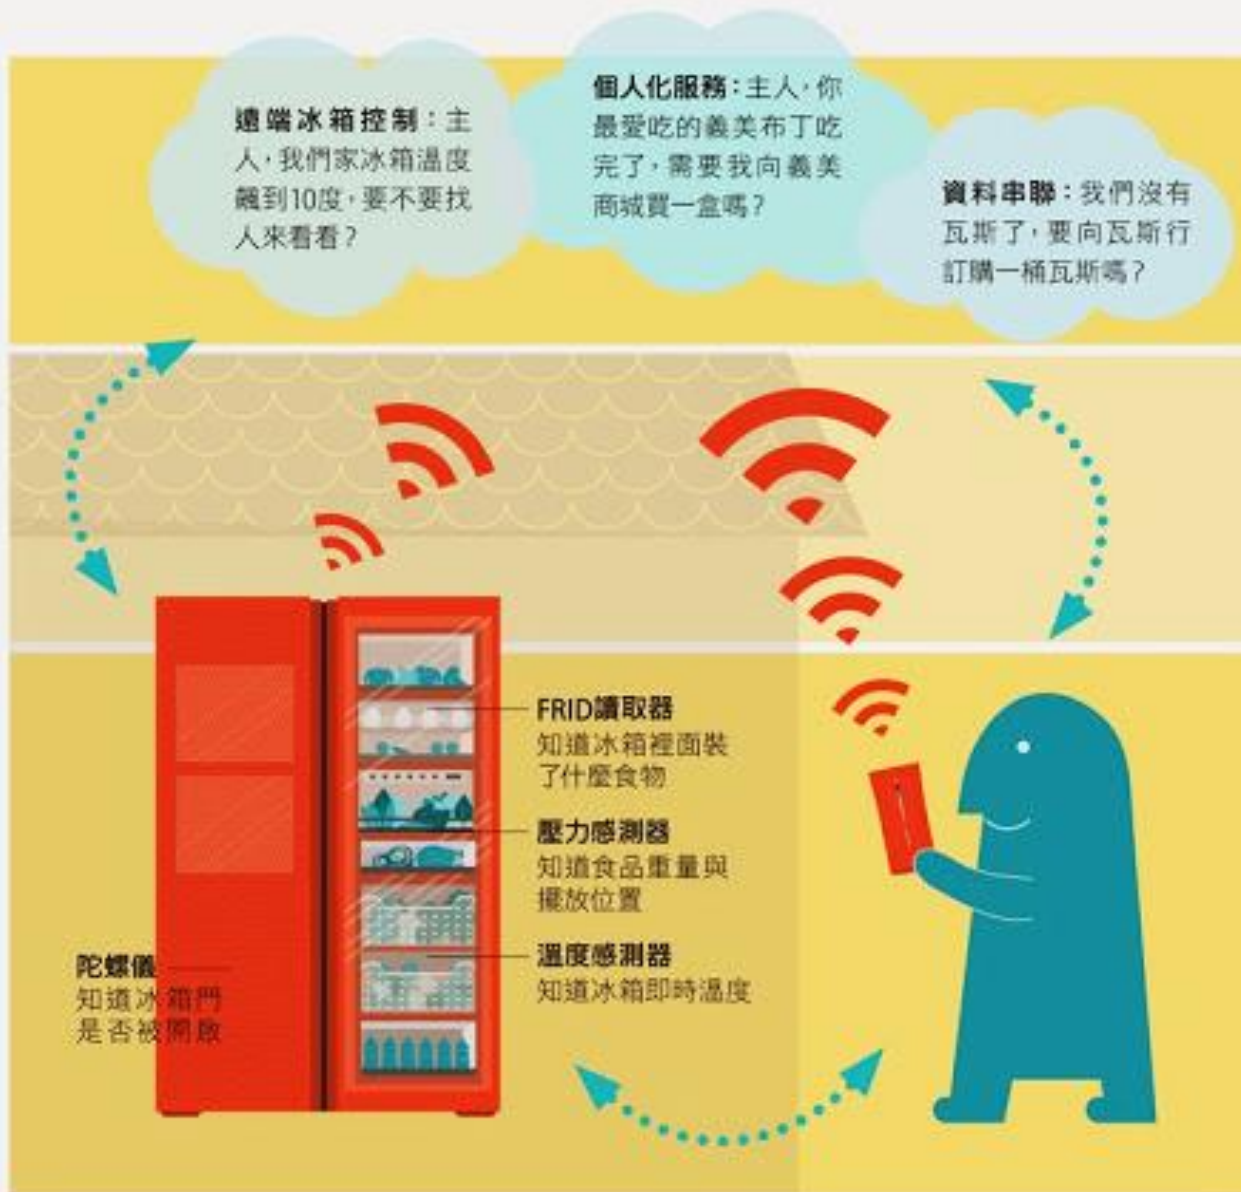 遠端冰箱控制：主
人，我們家冰箱溫度
飆到10度，要不要找
人來看看？
個人化服務：主人，你
最愛吃的義美布丁吃
完了，需要我向義美
商城買一盒嗎？
資料串聯：我們沒有
瓦斯了，要向瓦斯行
訂購一桶瓦斯嗎？
FRID讀取器
知道冰箱裡面裝
了什麼食物
壓力感測器
知道食品重量與
擺放位置
溫度感測器
知道冰箱即時溫度
陀螺儀
知道冰箱門
是否被開啟